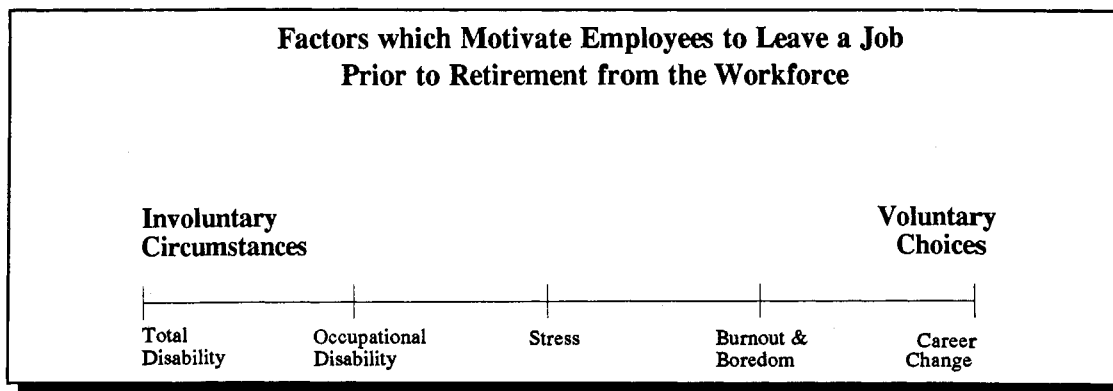 Factors which Motivate Employees to Leave a Job
Prior to Retirement from the Workforce
Involuntary
Circumstances
Voluntary
Choices
Total
Disability
Occupational
Disability
Stress
Burnout &
Boredom
Career
Change